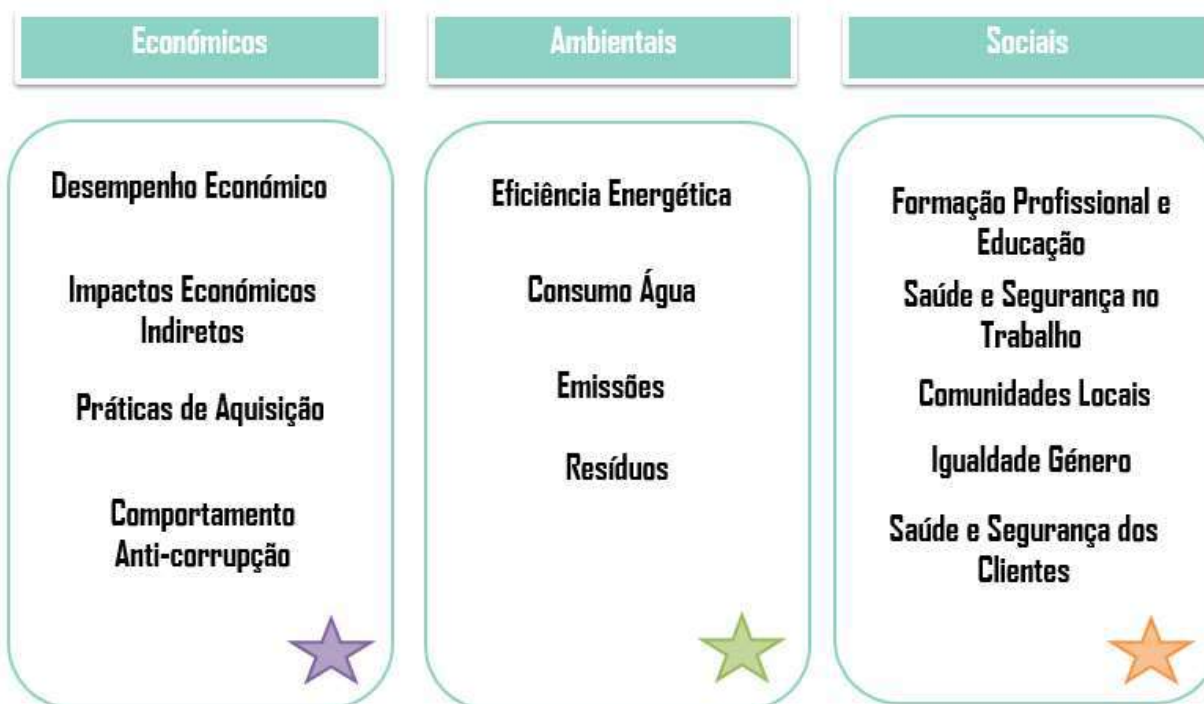 Económicos
Desempenho Económico
Impactos Económicos
Indiretos
Práticas de Aquisição
Comportamento
Anti-corrupção
Ambientais
Eficiência Energética
Consumo Água
Emissões
Resíduos
Sociais
Formação Profissional e
Educação
Saúde e Segurança no
Trabalho
Comunidades Locais
Igualdade Género
Saúde e Segurança dos
Clientes